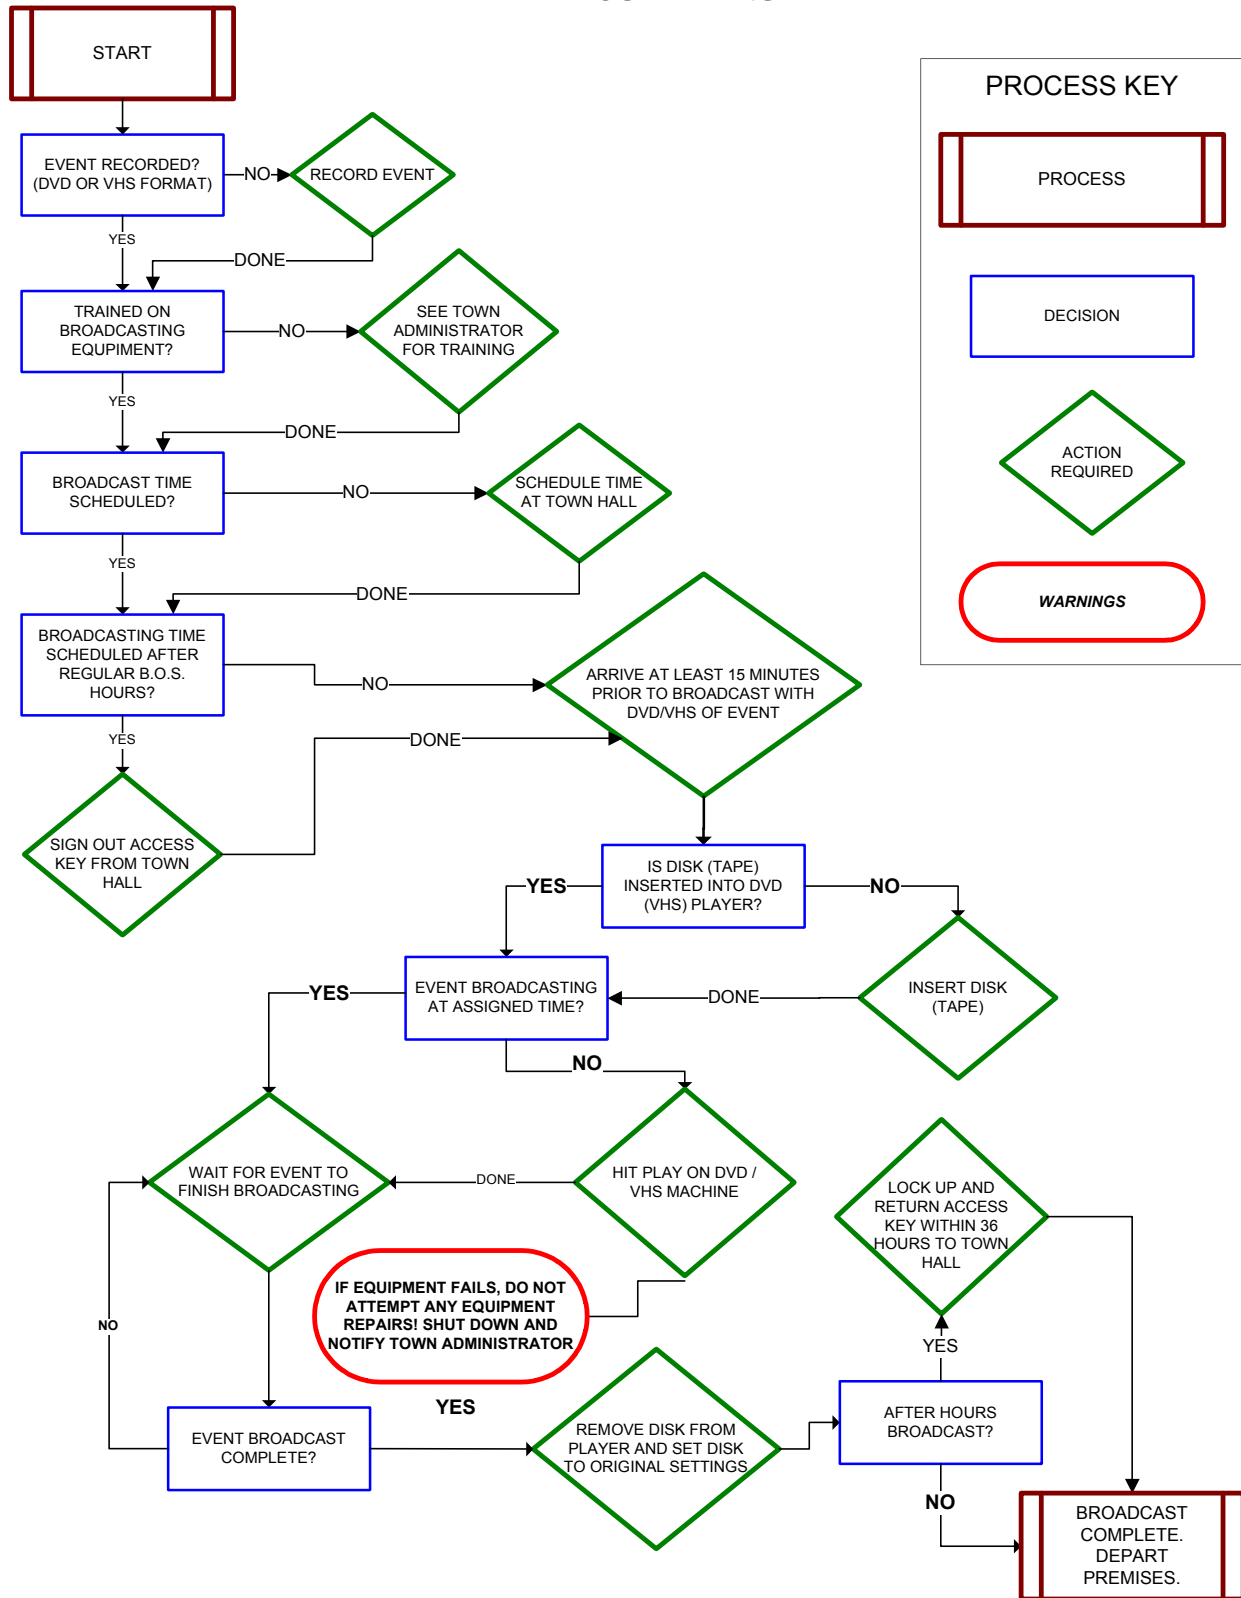 START
PROCESS KEY
PROCESS
EVENT RECORDED?
(DVD OR VHS FORMAT)
NO
RECORD EVENT
YES
DONE
TRAINED ON
BROADCASTING
EQUPIMENT?
NO
SEE TOWN
ADMINISTRATOR
FOR TRAINING
DECISION
YES
DONE
BROADCAST TIME
SCHEDULED?
NO
SCHEDULE TIME
AT TOWN HALL
ACTION
REQUIRED
YES
DONE
WARNINGS
BROADCASTING TIME
SCHEDULED AFTER
REGULAR B.O.S.
HOURS?
NO
ARRIVE AT LEAST 15 MINUTES
PRIOR TO BROADCAST WITH
DVD/VHS OF EVENT
YES
DONE
SIGN OUT ACCESS
KEY FROM TOWN
HALL
IS DISK (TAPE)
INSERTED INTO DVD
(VHS) PLAYER?
YES
NO
EVENT BROADCASTING
AT ASSIGNED TIME?
DONE
INSERT DISK
(TAPE)
YES
NO
WAIT FOR EVENT TO
FINISH BROADCASTING
DONE
HIT PLAY ON DVD /
VHS MACHINE
LOCK UP AND
RETURN ACCESS
KEY WITHIN 36
HOURS TO TOWN
HALL
IF EQUIPMENT FAILS, DO NOT
ATTEMPT ANY EQUIPMENT
REPAIRS! SHUT DOWN AND
NOTIFY TOWN ADMINISTRATOR
NO
YES
YES
EVENT BROADCAST
COMPLETE?
REMOVE DISK FROM
PLAYER AND SET DISK
TO ORIGINAL SETTINGS
AFTER HOURS
BROADCAST?
NO
BROADCAST
COMPLETE.
DEPART
PREMISES.